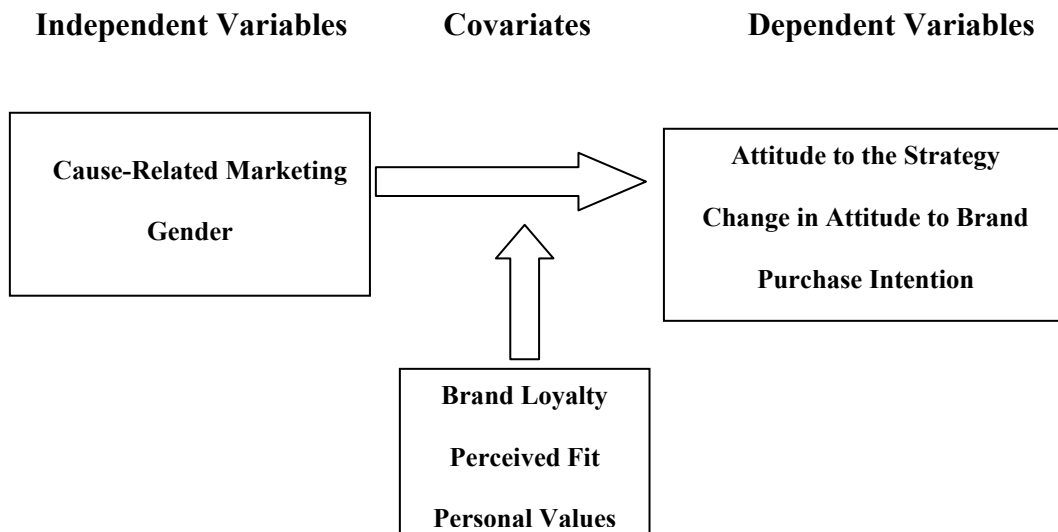 Independent Variables
Covariates
Dependent Variables
Cause-Related Marketing
Gender
Attitude to the Strategy
Change in Attitude to Brand
Purchase Intention
Brand Loyalty
Perceived Fit
Personal Values